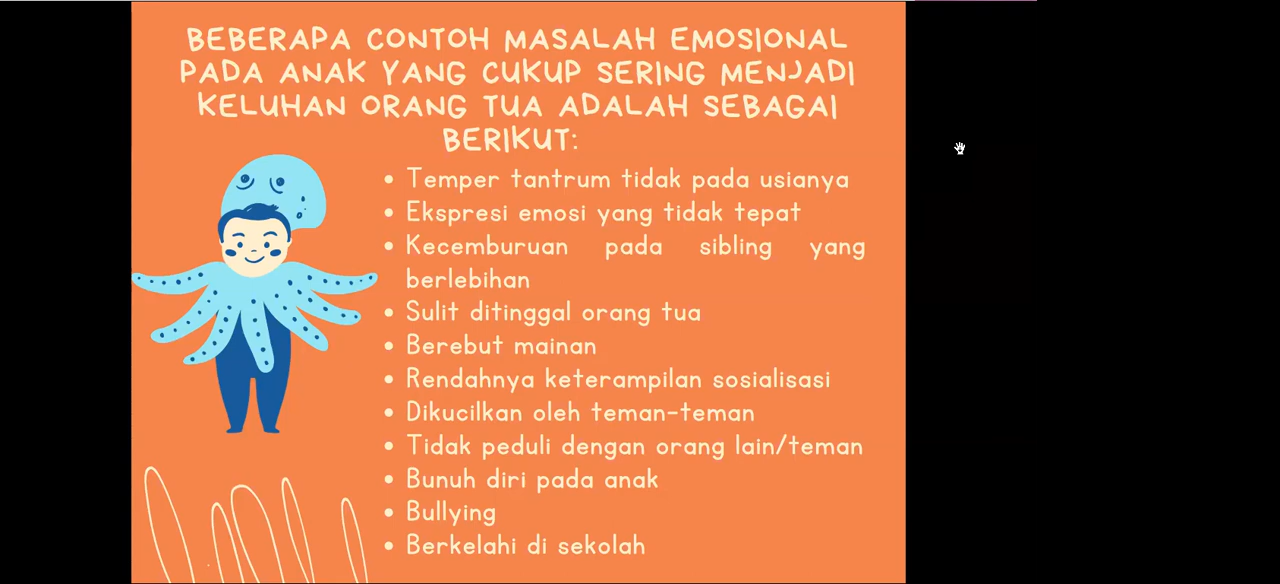 BEBERAPA CONTOH MASALAH EMOSIONAL
PADA ANAK YANG CUKUP SERING MENJADI
KELUHAN ORANG TUA ADALAH SEBAGAI
BERIKUT:
• Temper tantrum tidak pada usianya
• Ekspresi emosi yang tidak tepat
• Kecemburuan pada sibling yang
berlebihan
• Sulit ditinggal orang tua
• Berebut mainan
• Rendahnya keterampilan sosialisasi
• Dikucilkan oleh teman-teman
• Tidak peduli dengan orang lain/teman
• Bunuh diri pada anak
• Bullying
• Berkelahi di sekolah